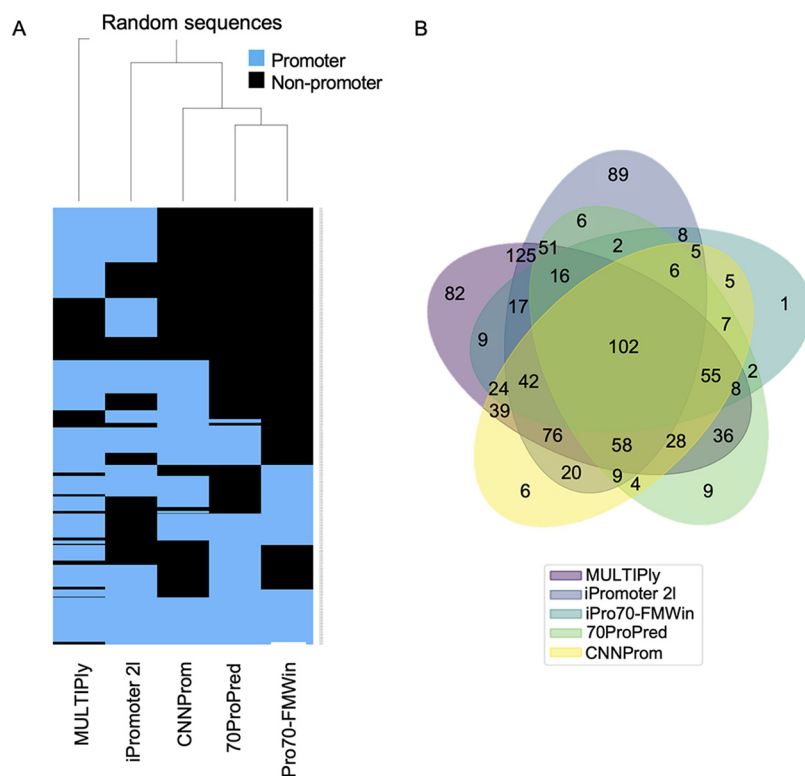 A
Random sequences
Promoter
Non-promoter
MULTIPly
iPromoter 2l
CNNProm
70ProPred
Pro70-FMWin
B
89
6
8
2
5
125
51
16
6
5
82
17
7
1
9
102
2
24
42
55
8
39
76
58
28
36
20
9
4
6
9
MULTIPly
iPromoter 2l
iPro70-FMWin
70ProPred
CNNProm